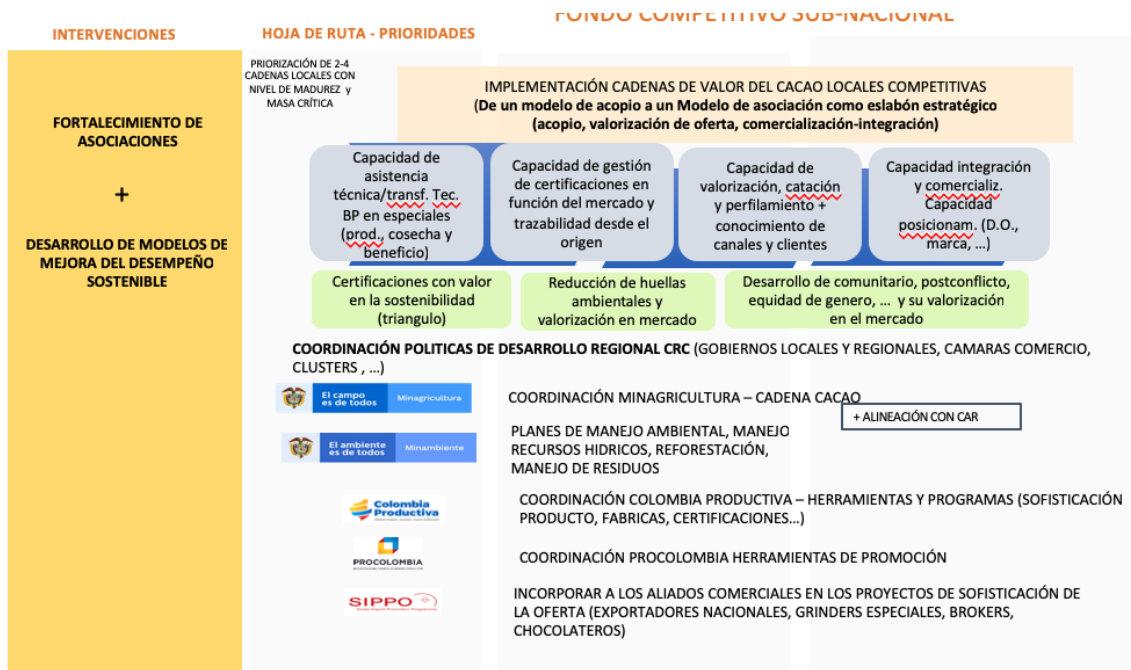 FONDO COMPETITIVO SUB-NACIONAL
INTERVENCIONES
HOJA DE RUTA - PRIORIDADES
PRIORIZACIÓN DE 2-4
CADENAS LOCALES CON
NIVEL DE MADUREZ y
MASA CRÍTICA
IMPLEMENTACIÓN CADENAS DE VALOR DEL CACAO LOCALES COMPETITIVAS
(De un modelo de acopio a un Modelo de asociación como eslabón estratégico
(acopio, valorización de oferta, comercialización-integración)
FORTALECIMIENTO DE
ASOCIACIONES
+
DESARROLLO DE MODELOS DE
MEJORA DEL DESEMPEÑO
SOSTENIBLE
Capacidad de
asistencia
técnica/transf. Tec.
BP en especiales
(prod., cosecha y
beneficio)
Capacidad de gestión
de certificaciones en
función del mercado y
trazabilidad desde el
origen
Capacidad de
valorización, catación
y perfilamiento +
conocimiento de
canales y clientes
Capacidad integración
y comercializ.
Capacidad
posicionam. (D.O.,
marca, ...)
Certificaciones con valor
en la sostenibilidad
(triangulo)
Reducción de huellas
ambientales y
valorización en mercado
Desarrollo de comunitario, postconflicto,
equidad de genero, ... y su valorización
en el mercado
COORDINACIÓN POLITICAS DE DESARROLLO REGIONAL CRC (GOBIERNOS LOCALES Y REGIONALES, CAMARAS COMERCIO,
CLUSTERS , ...)
El campo
es de todos
Minagricultura
COORDINACIÓN MINAGRICULTURA – CADENA CACAO
+ ALINEACIÓN CON CAR
El ambiente
es de todos
Minambiente
PLANES DE MANEJO AMBIENTAL, MANEJO
RECURSOS HIDRICOS, REFORESTACIÓN,
MANEJO DE RESIDUOS
Colombia
Productiva
COORDINACIÓN COLOMBIA PRODUCTIVA – HERRAMIENTAS Y PROGRAMAS (SOFISTICACIÓN
PRODUCTO, FABRICAS, CERTIFICACIONES...)
PROCOLOMBIA
COORDINACIÓN PROCOLOMBIA HERRAMIENTAS DE PROMOCIÓN
SIPPO
INCORPORAR A LOS ALIADOS COMERCIALES EN LOS PROYECTOS DE SOFISTICACIÓN DE
LA OFERTA (EXPORTADORES NACIONALES, GRINDERS ESPECIALES, BROKERS,
CHOCOLATEROS)